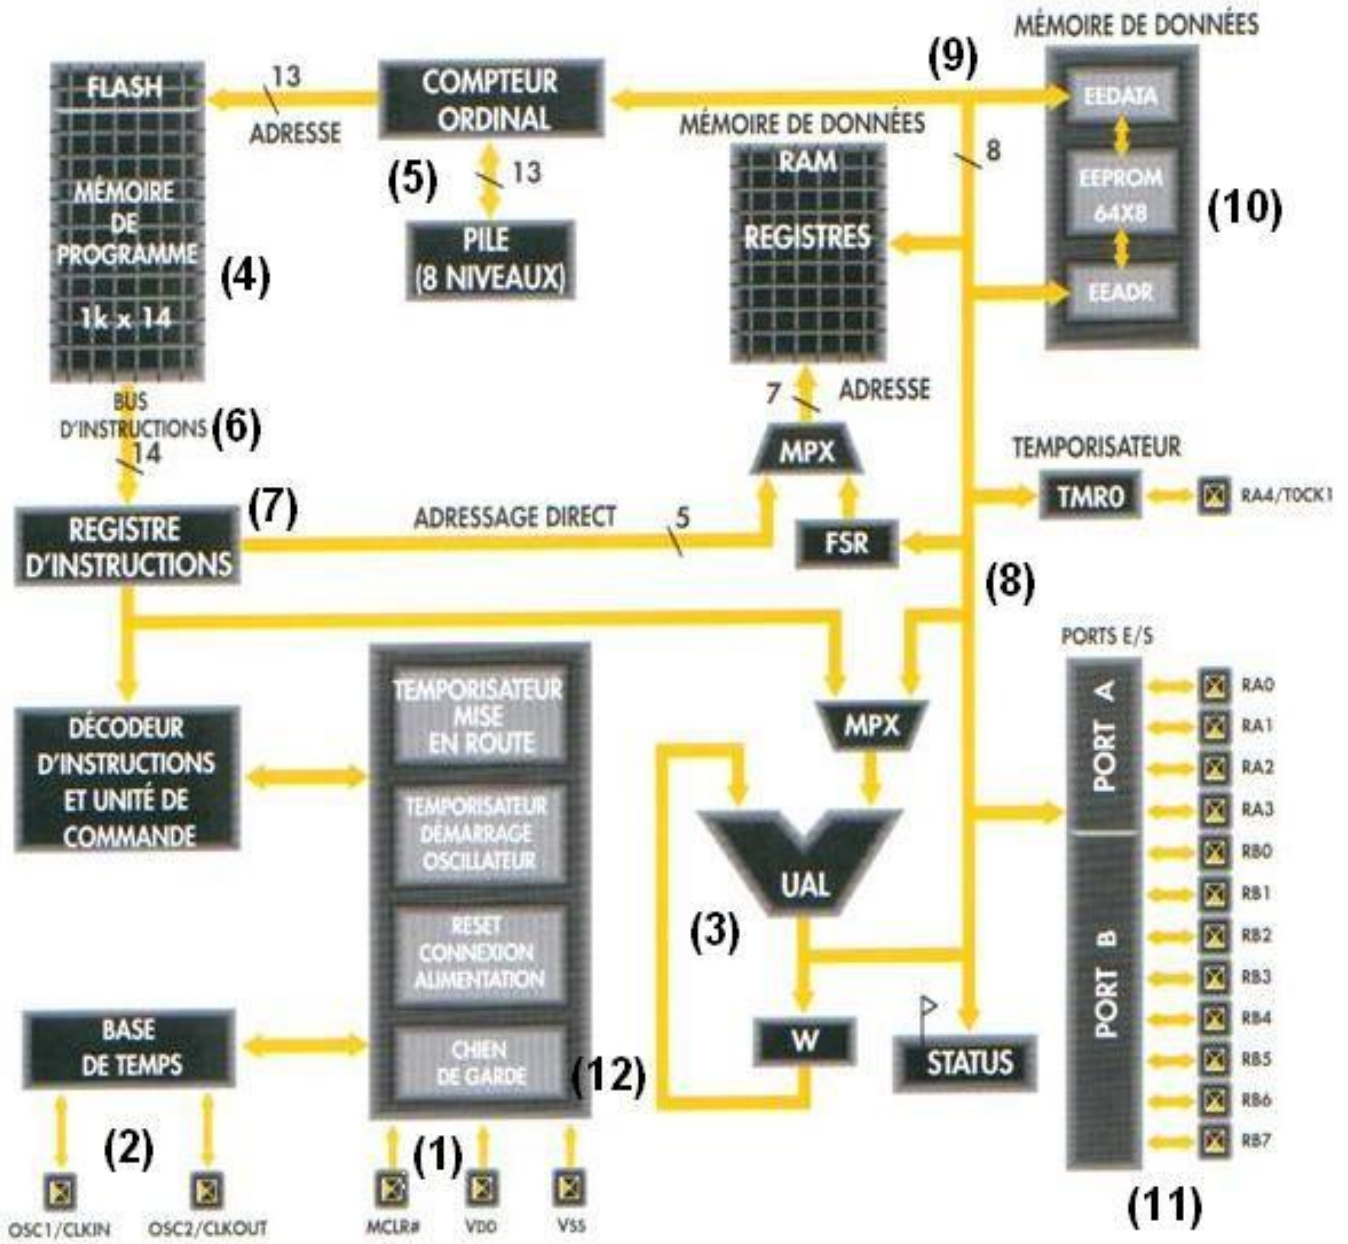 MÉMOIRE DE DONNÉES
(9)
FLASH
13
ADRESSE
COMPTEUR
ORDINAL
EEDATA
MÉMOIRE DE DONNÉES
RAM
8
MÉMOIRE
DE
PROGRAMME
1k x 14
(4)
(5)
13
PILE
(8 NIVEAUX)
REGISTRES
EEPROM
64X8
(10)
EEADR
7
ADRESSE
BUS
D'INSTRUCTIONS
(6)
14
MPX
TEMPORISATEUR
TMR0
RA4/T0CK1
(7)
REGISTRE
D'INSTRUCTIONS
ADRESSAGE DIRECT
5
FSR
(8)
PORTS E/S
TEMPORISATEUR
MISE
EN ROUTE
DÉCODEUR
D'INSTRUCTIONS
ET UNITÉ DE
COMMANDE
MPX
PORT A
RA0
RA1
RA2
RA3
TEMPORISATEUR
DÉMARRAGE
OSCILLATEUR
UAL
(3)
RESET
CONNEXION
ALIMENTATION
PORT B
RB0
RB1
RB2
RB3
RB4
RB5
RB6
RB7
BASE
DE TEMPS
CHIEN
DE GARDE
(12)
W
STATUS
(2)
(1)
(11)
OSC1/CLKIN
OSC2/CLKOUT
MCLR#
VDD
VSS